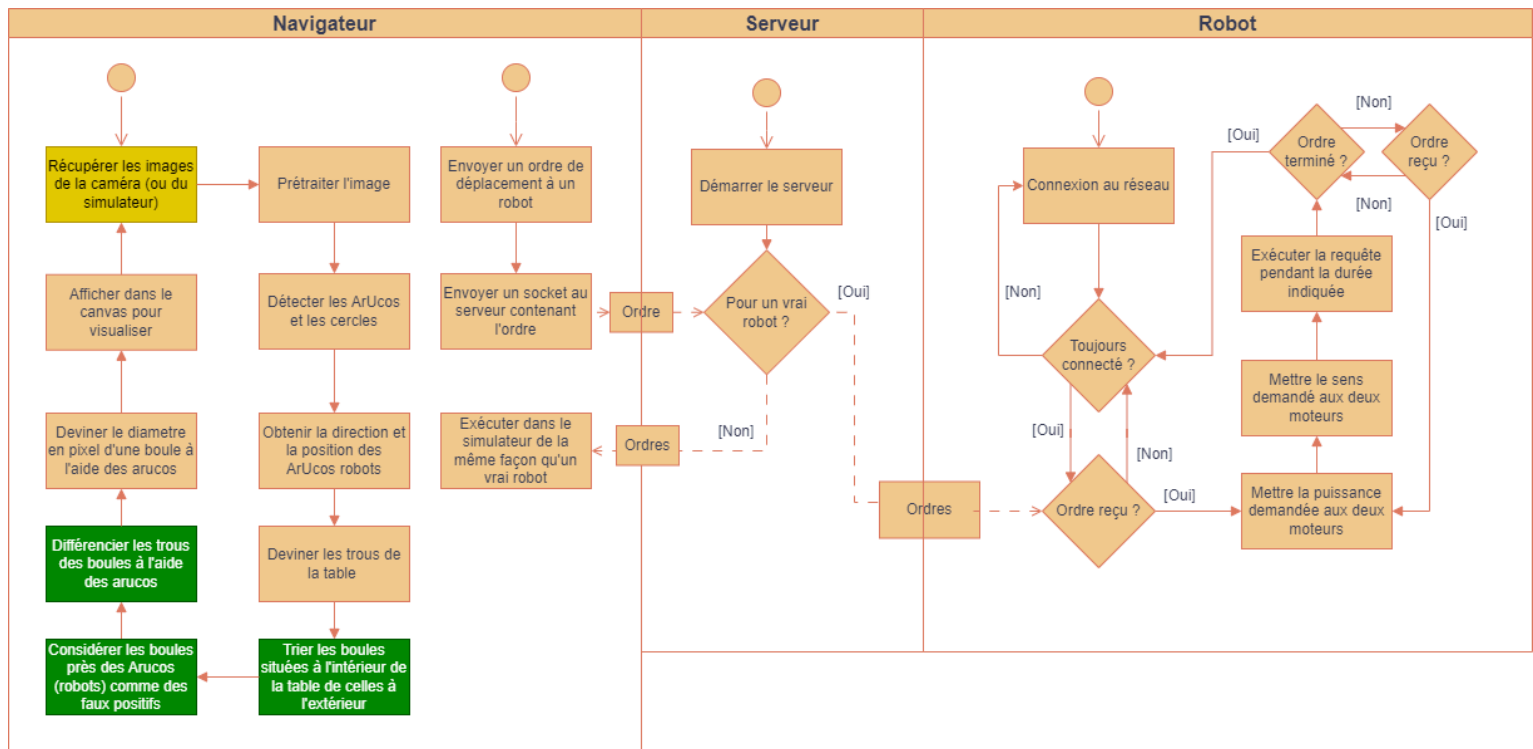 Navigateur
Serveur
Robot
Récupérer les images
de la caméra (ou du
simulateur)
Prétraiter l'image
Détecter les ArUcos
et les cercles
Obtenir la direction et
la position des
ArUcos robots
Deviner les trous de
la table
Trier les boules
situées à l'intérieur de
la table de celles à
l'extérieur
Considérer les boules
près des Arucos
(robots) comme des
faux positifs
Différencier les trous
des boules à l'aide
des arucos
Deviner le diametre
en pixel d'une boule à
l'aide des arucos
Afficher dans le
canvas pour
visualiser
Envoyer un ordre de
déplacement à un
robot
Envoyer un socket au
serveur contenant
l'ordre
Ordre
Exécuter dans le
simulateur de la
même façon qu'un
vrai robot
Ordres
[Non]
Démarrer le serveur
Pour un vrai
robot ?
[Oui]
Ordres
Connexion au réseau
[Non]
Toujours
connecté ?
[Oui]
[Non]
Ordre reçu ?
[Oui]
Mettre la puissance
demandée aux deux
moteurs
Mettre le sens
demandé aux deux
moteurs
Exécuter la requête
pendant la durée
indiquée
[Oui]
Ordre
terminé ?
[Non]
Ordre
reçu ?
[Non]
[Oui]